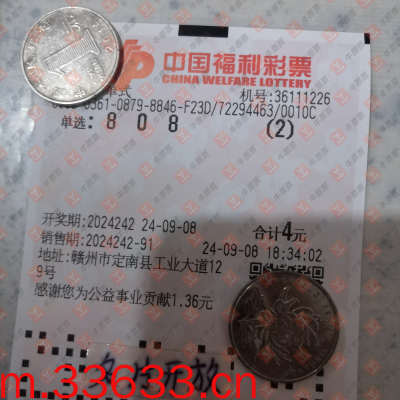 中国福利彩票
CHINA WELFARE LOTTERY
式
机号:36111226
61-0879-8846-F23D/72294463/0010C
单选: 8 0 8 (2)
开奖期:2024242 24-09-08 合计4元
销售期:2024242-91 24-09-08 18:34:02
地址:赣州市定南县工业大道12
9号
感谢您为公益事业贡献1.36元
m.33633.cn